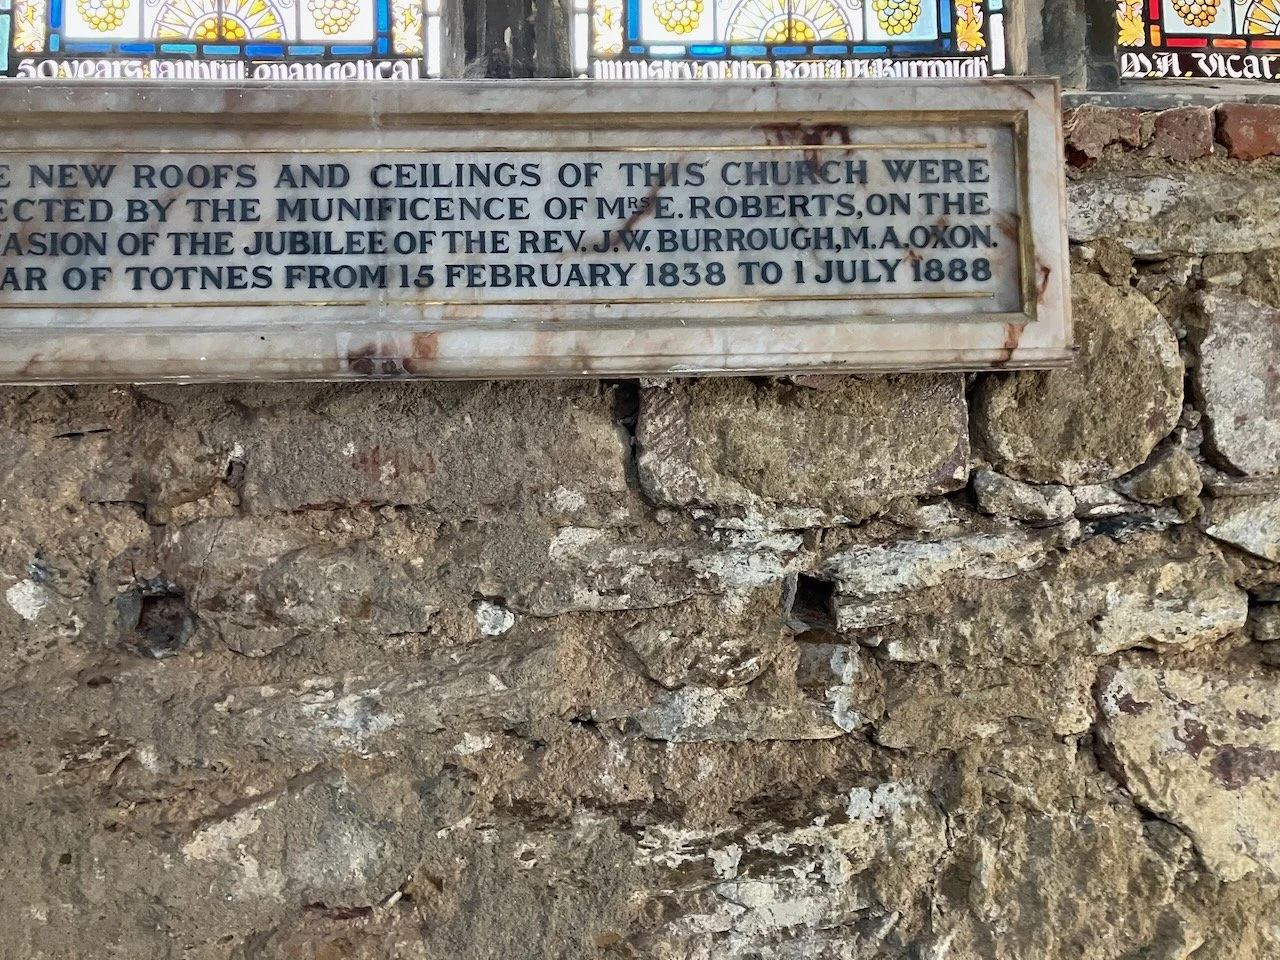 50 years faithful evangelical ministry of the Rev. J.W. Burrough M.A. Vicar.
E NEW ROOFS AND CEILINGS OF THIS CHURCH WERE
ECTED BY THE MUNIFICENCE OF MRS E. ROBERTS, ON THE
ASION OF THE JUBILEE OF THE REV. J.W. BURROUGH, M.A. OXON.
AR OF TOTNES FROM 15 FEBRUARY 1838 TO 1 JULY 1888